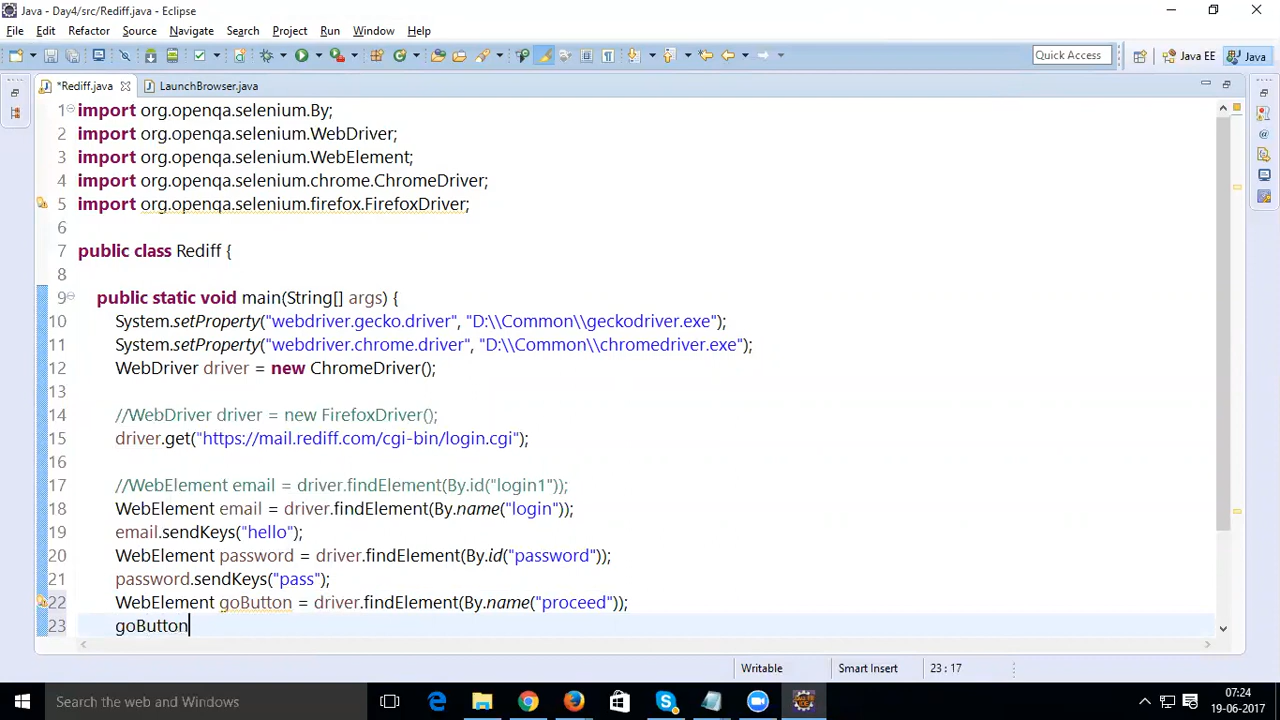 Java - Day4/src/Rediff.java - Eclipse
File Edit Refactor Source Navigate Search Project Run Window Help
Quick Access Java EE Java
*Rediff.java LaunchBrowser.java
1 import org.openqa.selenium.By;
2 import org.openqa.selenium.WebDriver;
3 import org.openqa.selenium.WebElement;
4 import org.openqa.selenium.chrome.ChromeDriver;
5 import org.openqa.selenium.firefox.FirefoxDriver;
6
7 public class Rediff {
8
9 public static void main(String[] args) {
10 System.setProperty("webdriver.gecko.driver", "D:\\Common\\geckodriver.exe");
11 System.setProperty("webdriver.chrome.driver", "D:\\Common\\chromedriver.exe");
12 WebDriver driver = new ChromeDriver();
13
14 //WebDriver driver = new FirefoxDriver();
15 driver.get("https://mail.rediff.com/cgi-bin/login.cgi");
16
17 //WebElement email = driver.findElement(By.id("login1"));
18 WebElement email = driver.findElement(By.name("login"));
19 email.sendKeys("hello");
20 WebElement password = driver.findElement(By.id("password"));
21 password.sendKeys("pass");
22 WebElement goButton = driver.findElement(By.name("proceed"));
23 goButton
Writable Smart Insert 23 : 17
Search the web and Windows
07:24
19-06-2017